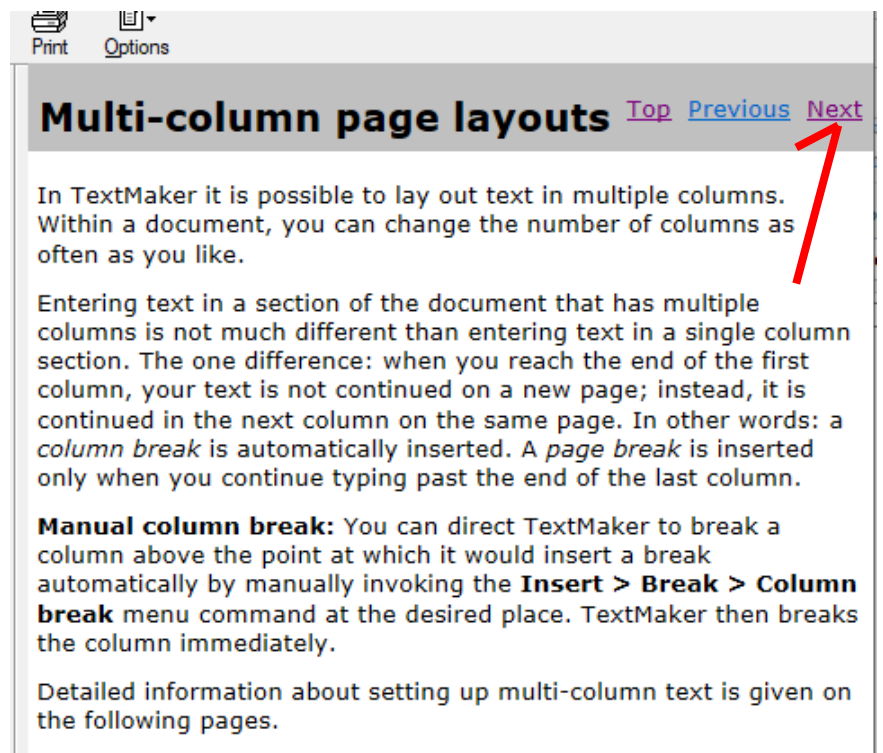 Print Options
Multi-column page layouts Top Previous Next
In TextMaker it is possible to lay out text in multiple columns.
Within a document, you can change the number of columns as
often as you like.
Entering text in a section of the document that has multiple
columns is not much different than entering text in a single column
section. The one difference: when you reach the end of the first
column, your text is not continued on a new page; instead, it is
continued in the next column on the same page. In other words: a
column break is automatically inserted. A page break is inserted
only when you continue typing past the end of the last column.
Manual column break: You can direct TextMaker to break a
column above the point at which it would insert a break
automatically by manually invoking the Insert > Break > Column
break menu command at the desired place. TextMaker then breaks
the column immediately.
Detailed information about setting up multi-column text is given on
the following pages.